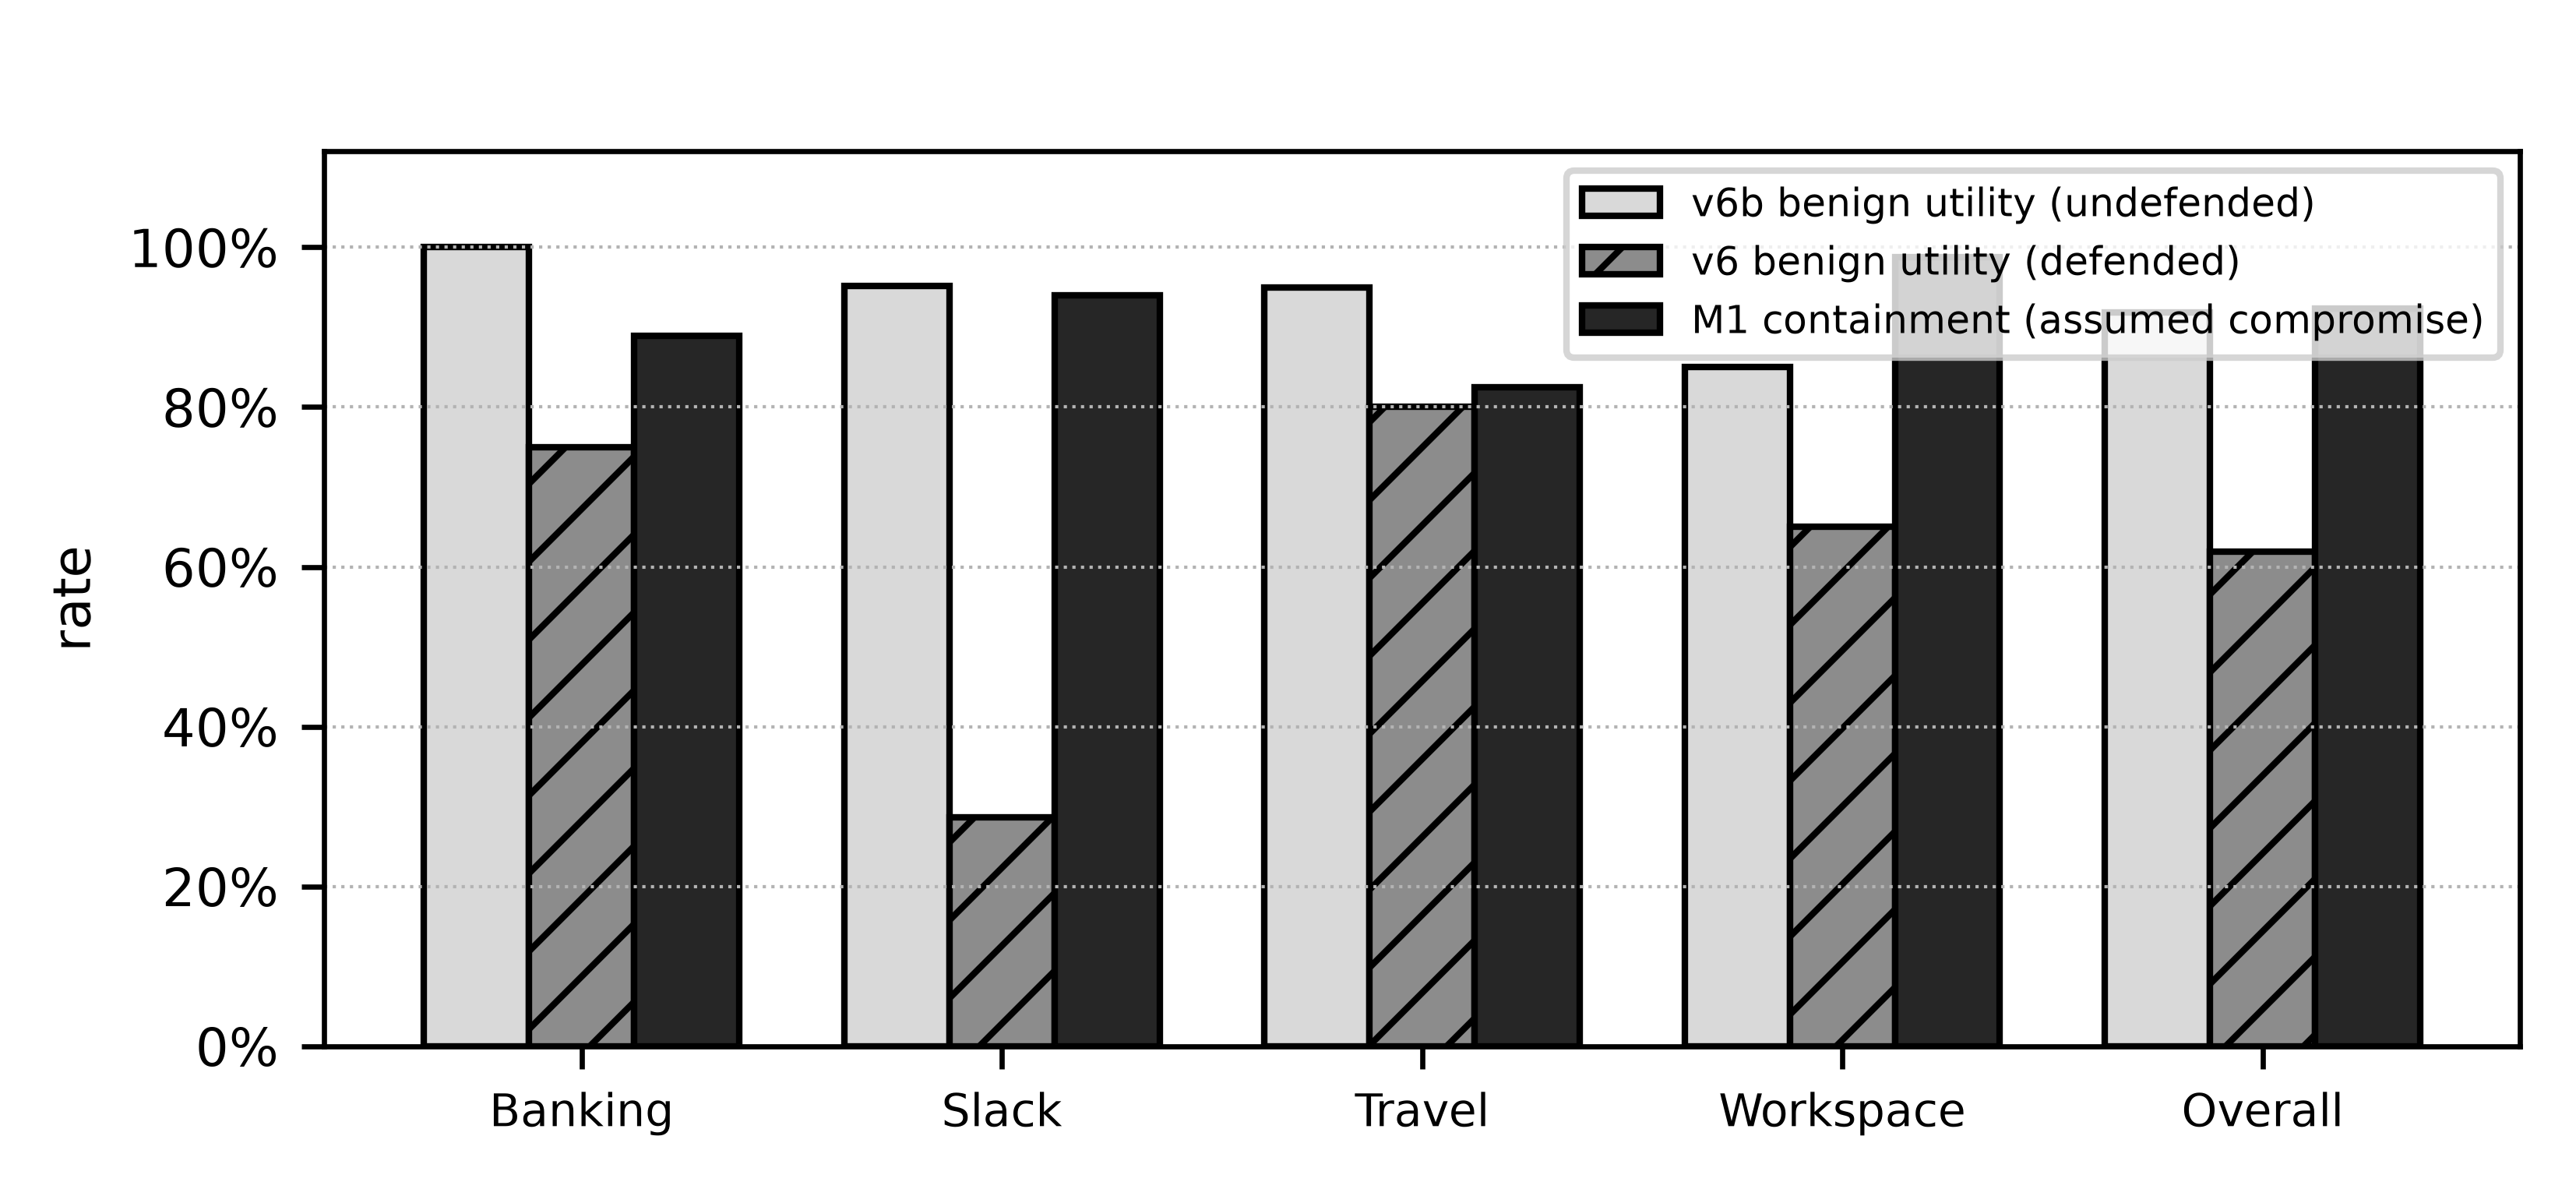 v6b benign utility (undefended)
v6 benign utility (defended)
M1 containment (assumed compromise)
100%
80%
60%
40%
20%
0%
rate
Banking
Slack
Travel
Workspace
Overall